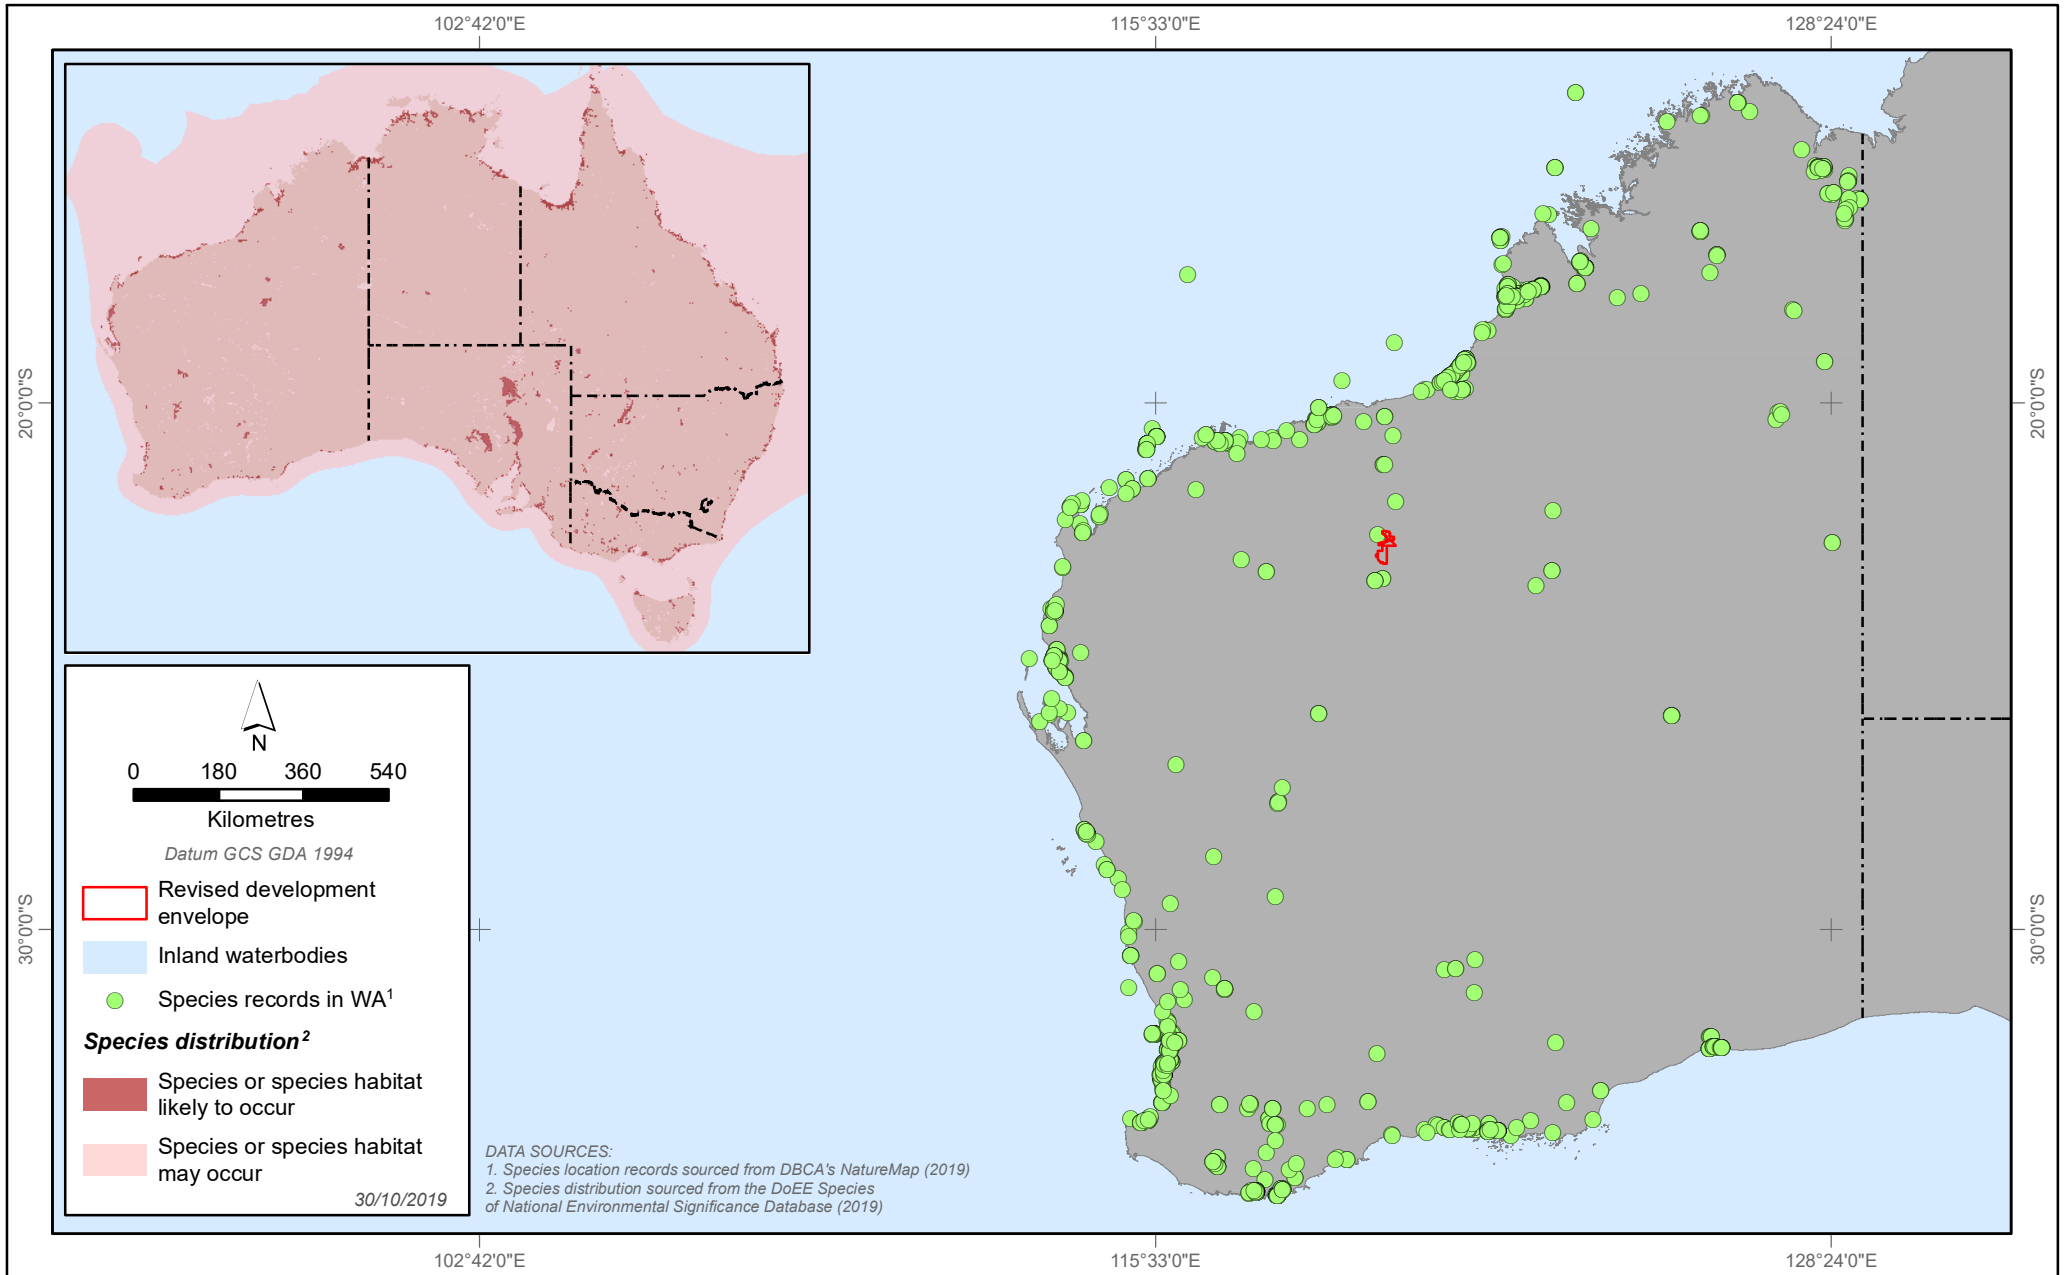 102°42'0"E
115°33'0"E
128°24'0"E
20°0'0"S
20°0'0"S
30°0'0"S
30°0'0"S
N
0 180 360 540
Kilometres
Datum GCS GDA 1994
Revised development
envelope
Inland waterbodies
Species records in WA1
Species distribution2
Species or species habitat
likely to occur
Species or species habitat
may occur
30/10/2019
DATA SOURCES:
1. Species location records sourced from DBCA's NatureMap (2019)
2. Species distribution sourced from the DoEE Species
of National Environmental Significance Database (2019)
102°42'0"E
115°33'0"E
128°24'0"E